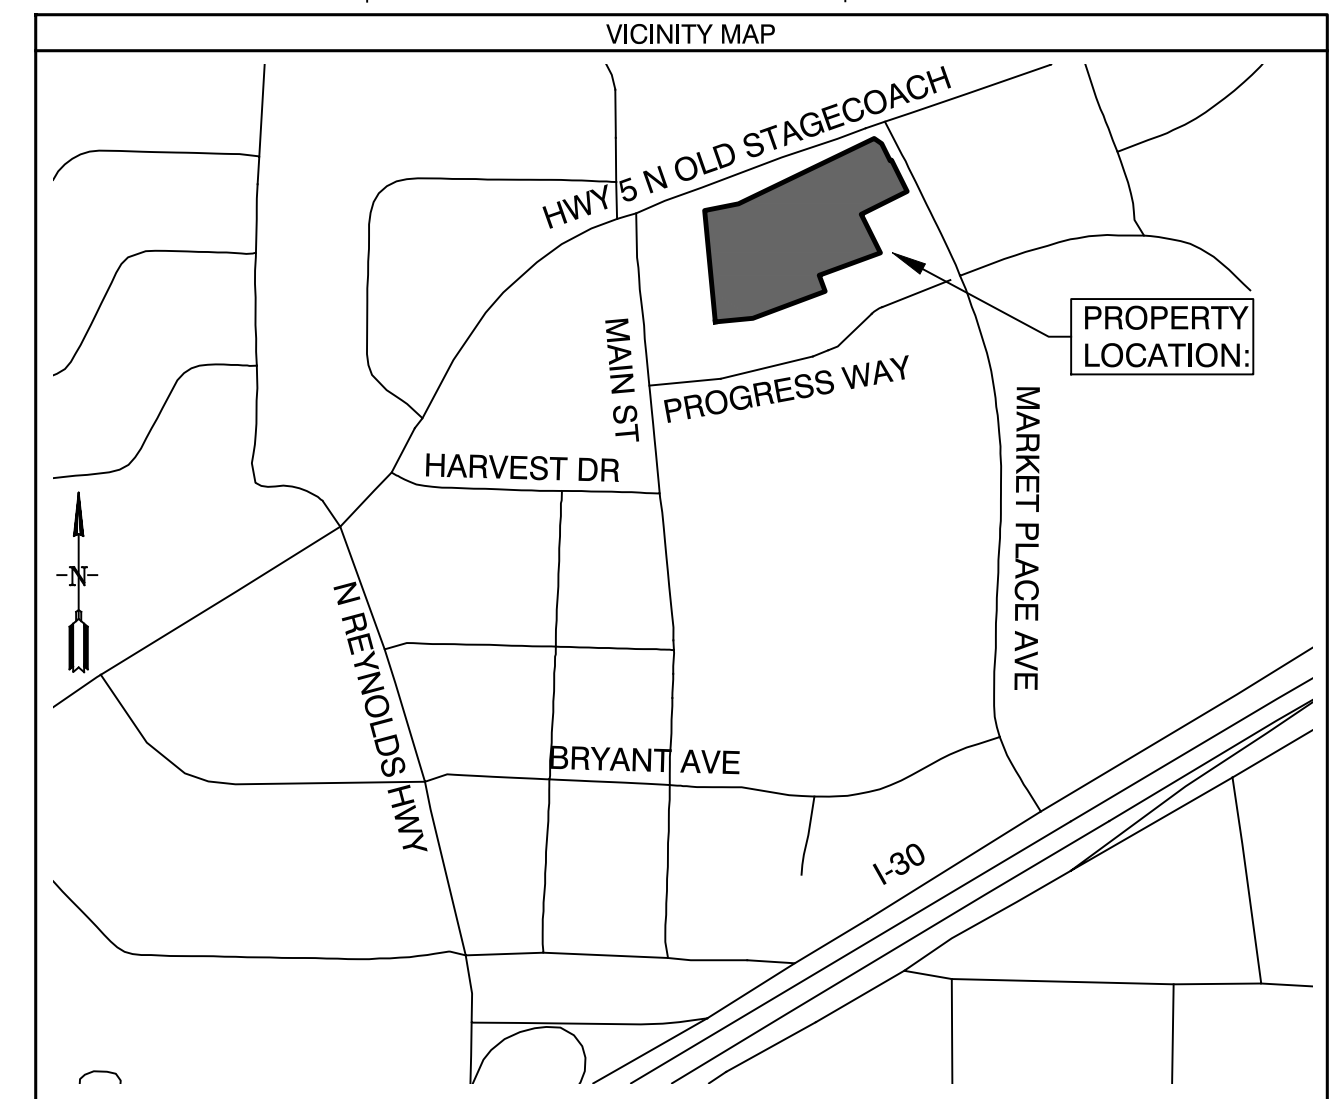 VICINITY MAP
HWY 5 N OLD STAGECOACH
PROPERTY
LOCATION:
MAIN ST
PROGRESS WAY
MARKET PLACE AVE
HARVEST DR
-N-
N REYNOLDS HWY
BRYANT AVE
I-30